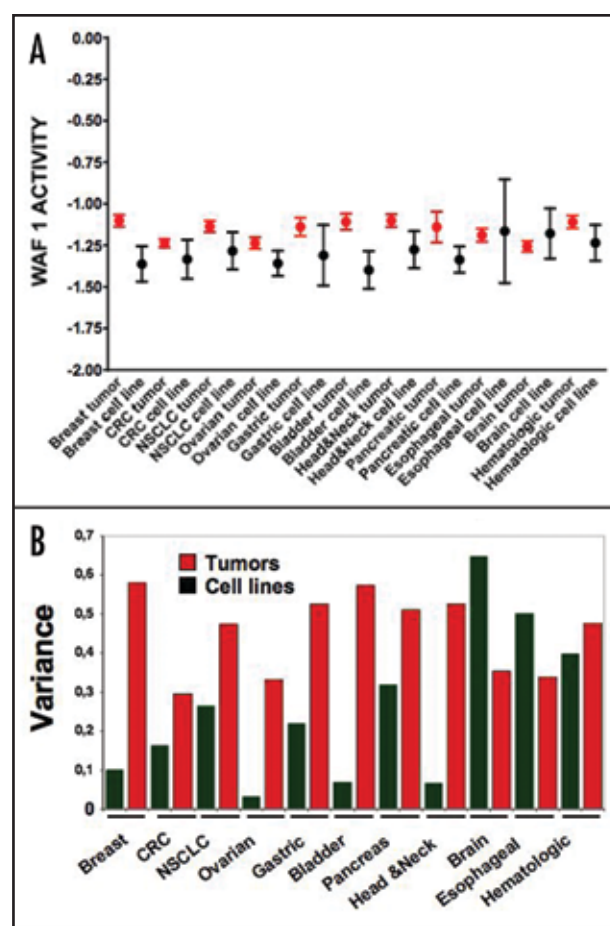 A
WAF 1 ACTIVITY
-0.00
-0.25
-0.50
-0.75
-1.00
-1.25
-1.50
-1.75
-2.00
Breast tumor
Breast cell line
CRC tumor
CRC cell line
NSCLC tumor
NSCLC cell line
Ovarian tumor
Ovarian cell line
Gastric tumor
Gastric cell line
Bladder tumor
Bladder cell line
Head&Neck tumor
Head&Neck cell line
Pancreatic tumor
Pancreatic cell line
Esophageal tumor
Esophageal cell line
Brain tumor
Brain cell line
Hematologic tumor
Hematologic cell line
B
Variance
0,7
0,6
0,5
0,4
0,3
0,2
0,1
0
Tumors
Cell lines
Breast
CRC
NSCLC
Ovarian
Gastric
Bladder
Pancreas
Head &Neck
Brain
Esophageal
Hematologic